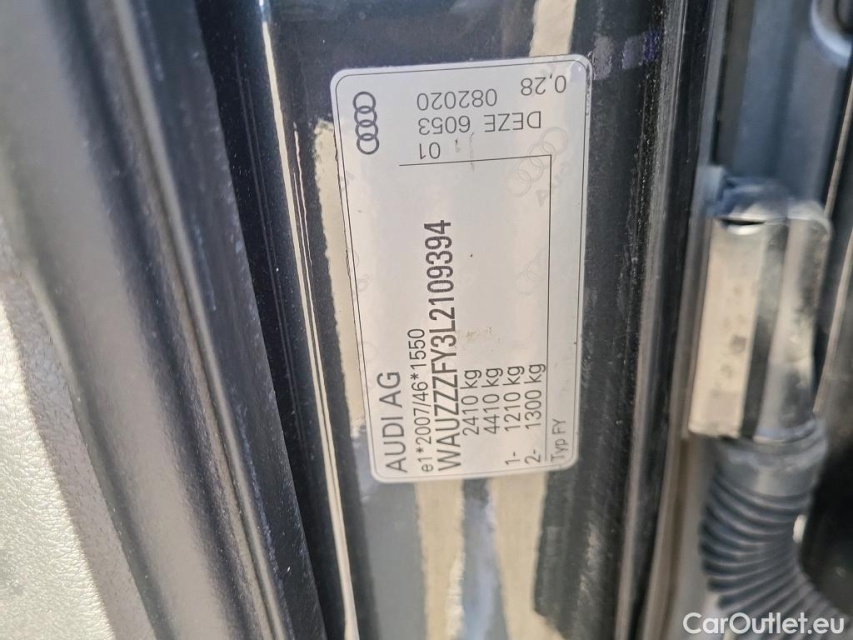 AUDI AG
e1*2007/46*1550
WAUZZZFY3L2109394
2410 kg
4410 kg
1- 1210 kg
2- 1300 kg
Typ FY
01
DEZE 6053
082020
0,28
CarOutlet.eu